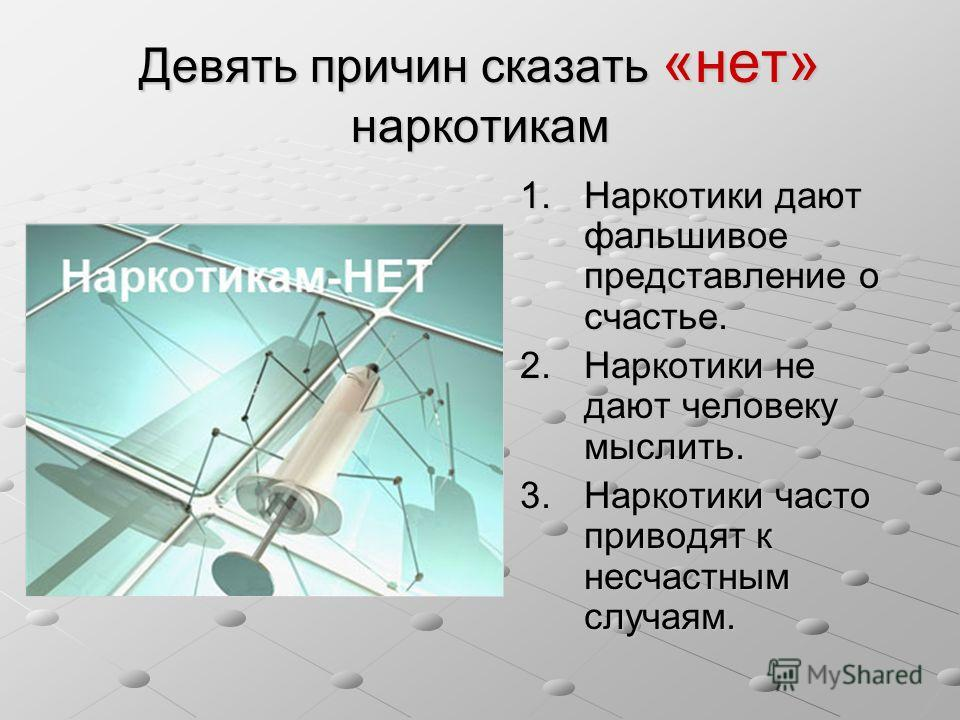 Девять причин сказать «нет»
наркотикам
Наркотикам-НЕТ
1. Наркотики дают
фальшивое
представление о
счастье.
2. Наркотики не
дают человеку
мыслить.
3. Наркотики часто
приводят к
несчастным
случаям.
MyShared